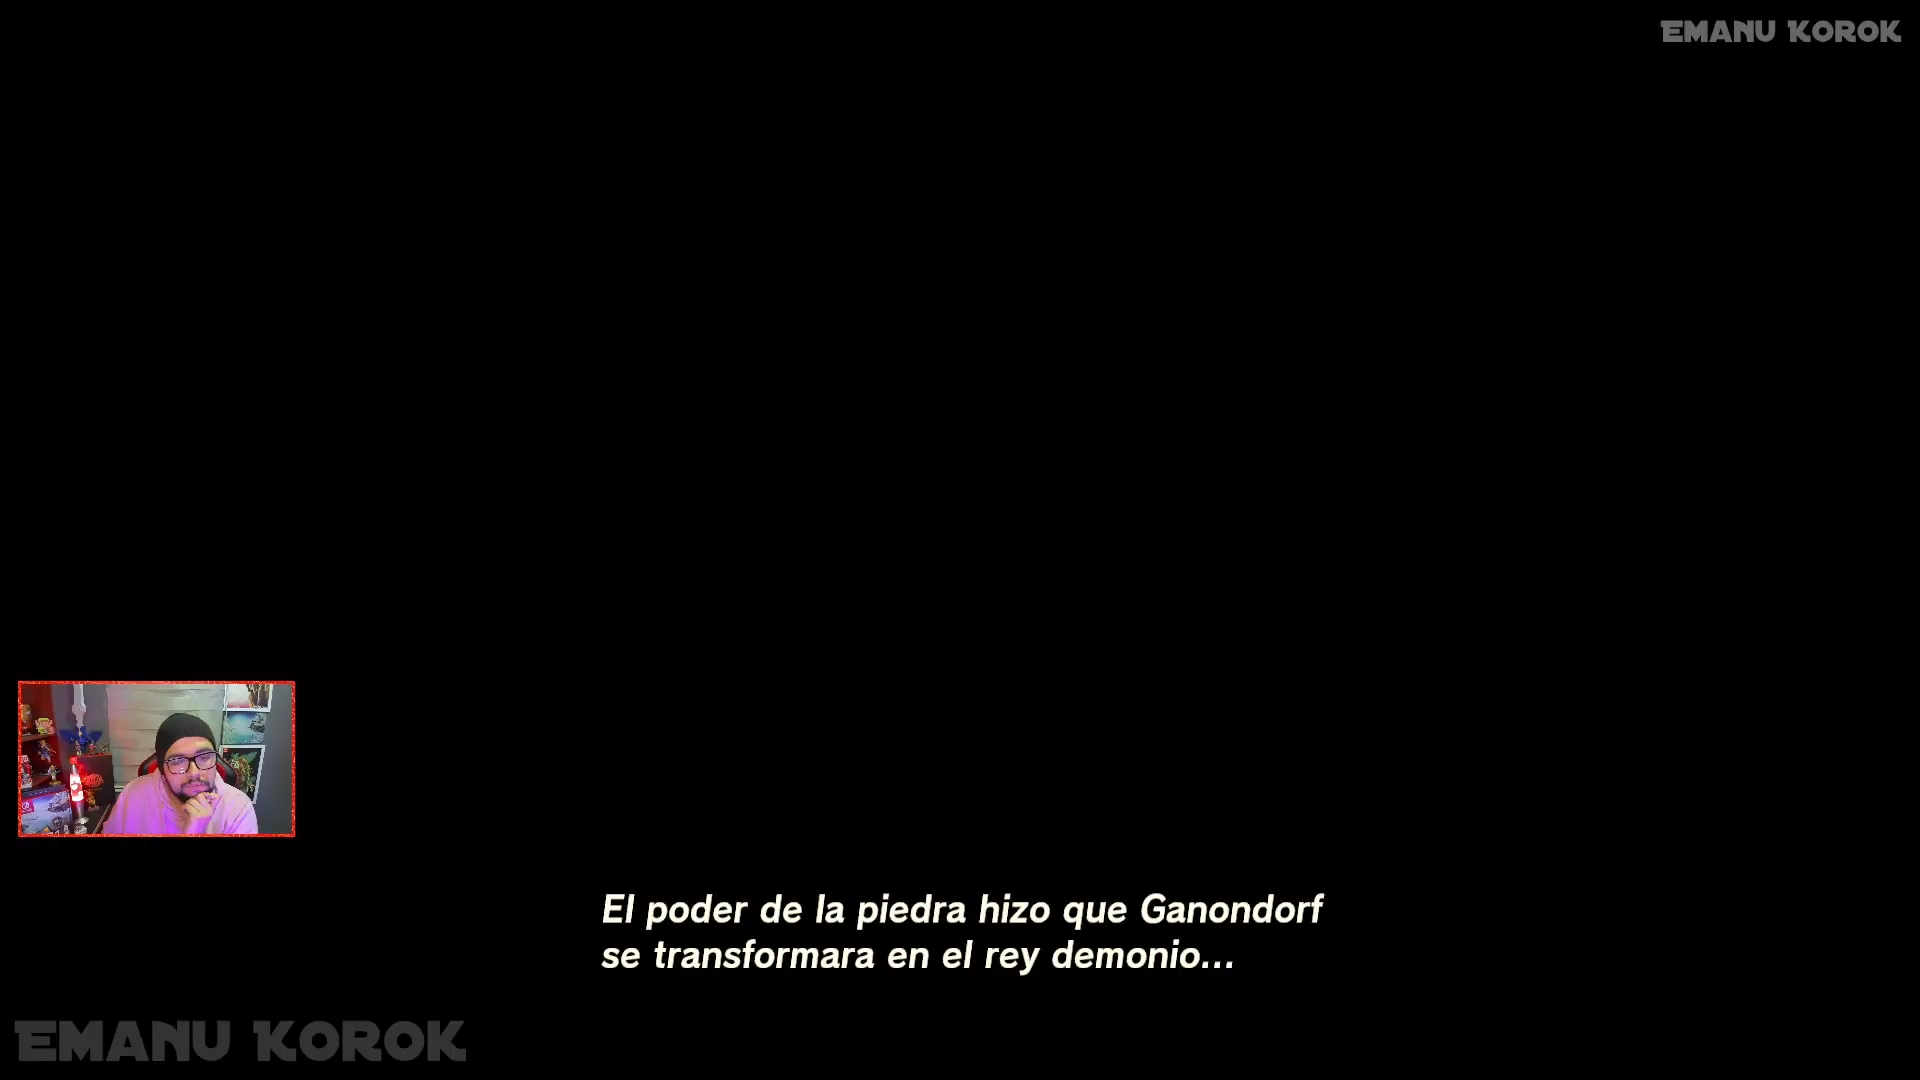 EMANU KOROK
El poder de la piedra hizo que Ganondorf
se transformara en el rey demonio...
EMANU KOROK